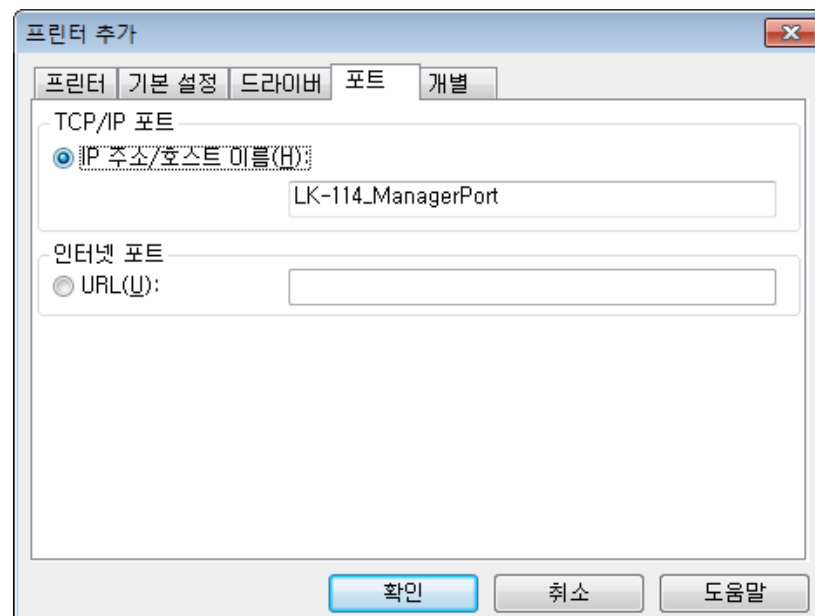 프린터 추가
프린터 기본 설정 드라이버 포트 개별
TCP/IP 포트
IP 주소/호스트 이름(H):
LK-114_ManagerPort
인터넷 포트
URL(U):
확인 취소 도움말